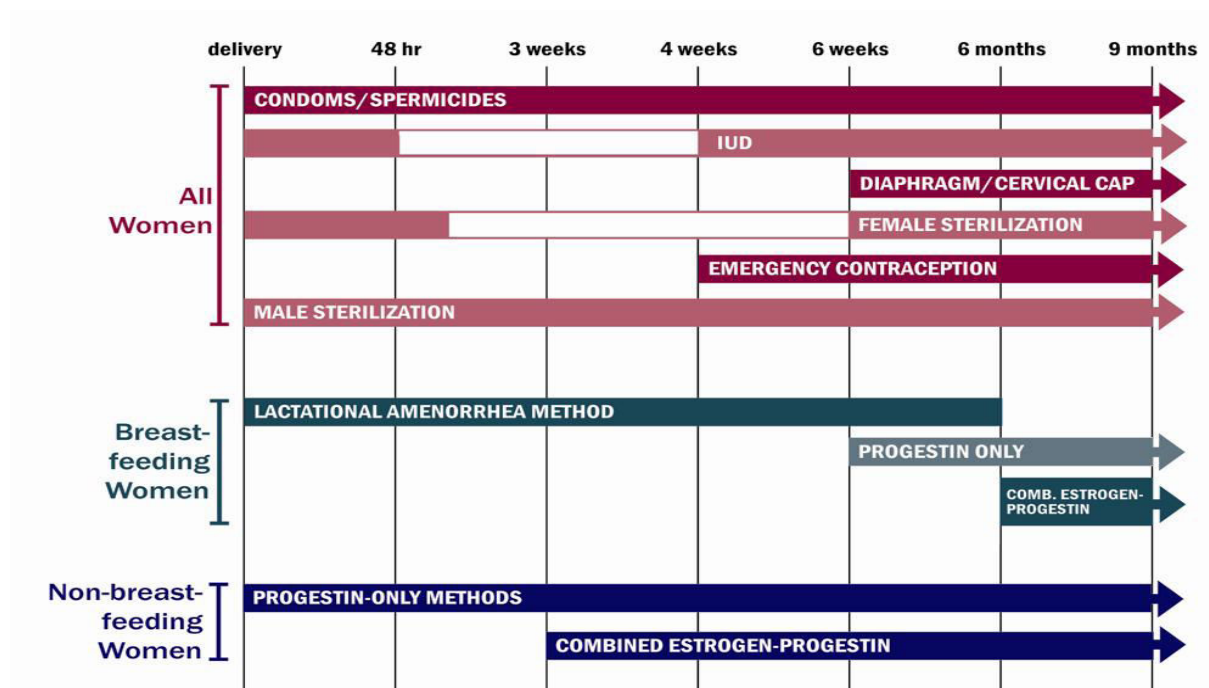 delivery 48 hr 3 weeks 4 weeks 6 weeks 6 months 9 months
All
Women
CONDOMS/SPERMICIDES
IUD
DIAPHRAGM/CERVICAL CAP
FEMALE STERILIZATION
EMERGENCY CONTRACEPTION
MALE STERILIZATION
Breast-
feeding
Women
LACTATIONAL AMENORRHEA METHOD
PROGESTIN ONLY
COMB. ESTROGEN-
PROGESTIN
Non-breast-
feeding
Women
PROGESTIN-ONLY METHODS
COMBINED ESTROGEN-PROGESTIN